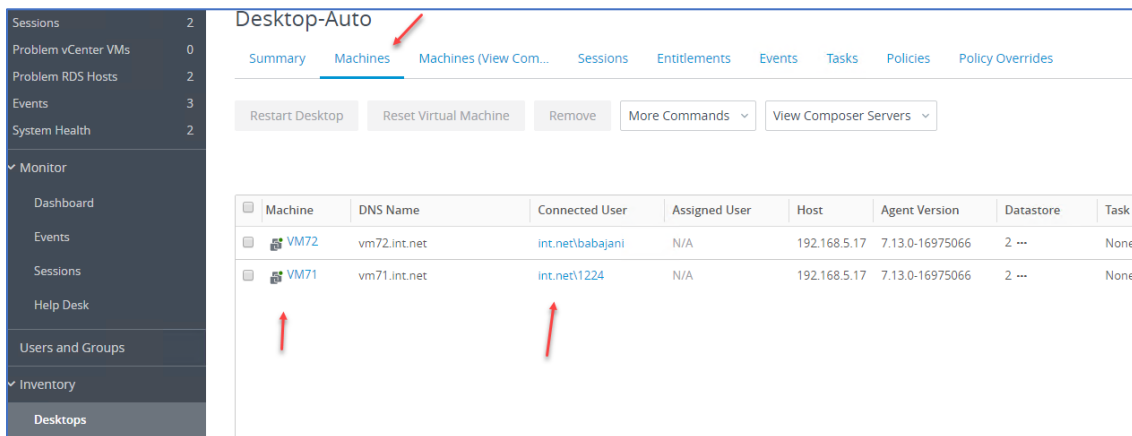 Sessions 2
Problem vCenter VMs 0
Problem RDS Hosts 2
Events 3
System Health 2
Monitor
Dashboard
Events
Sessions
Help Desk
Users and Groups
Inventory
Desktops
Desktop-Auto
Summary Machines Machines (View Com... Sessions Entitlements Events Tasks Policies Policy Overrides
Restart Desktop Reset Virtual Machine Remove More Commands View Composer Servers
Machine DNS Name Connected User Assigned User Host Agent Version Datastore Task
VM72 vm72.int.net int.net\babajani N/A 192.168.5.17 7.13.0-16975066 2 ··· None
VM71 vm71.int.net int.net\1224 N/A 192.168.5.17 7.13.0-16975066 2 ··· None